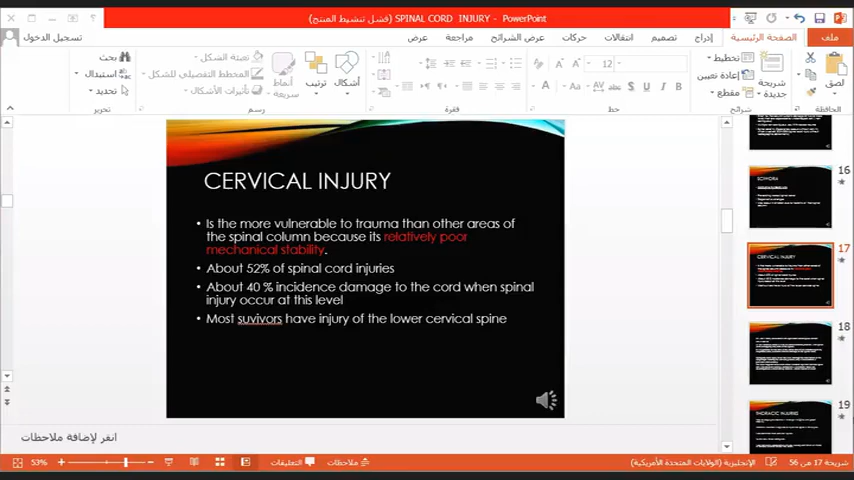 SPINAL CORD INJURY - PowerPoint (فشل تنشيط المنتج)
ملف
الصفحة الرئيسية
إدراج
تصميم
انتقالات
حركات
عرض الشرائح
مراجعة
عرض
تسجيل الدخول
لصق
الحافظة
شريحة جديدة
تخطيط
إعادة تعيين
مقطع
شرائح
12
خط
فقرة
أشكال
ترتيب
أنماط سريعة
تعبئة الشكل
المخطط التفصيلي للشكل
تأثيرات الأشكال
رسم
بحث
استبدال
تحديد
تحرير
CERVICAL INJURY
• Is the more vulnerable to trauma than other areas of
the spinal column because its relatively poor
mechanical stability.
• About 52% of spinal cord injuries
• About 40 % incidence damage to the cord when spinal
injury occur at this level
• Most suvivors have injury of the lower cervical spine
16
SCIWORA
17
CERVICAL INJURY
18
19
THORACIC INJURIES
انقر لإضافة ملاحظات
شريحة 17 من 56
الإنجليزية (الولايات المتحدة الأمريكية)
ملاحظات
التعليقات
53%